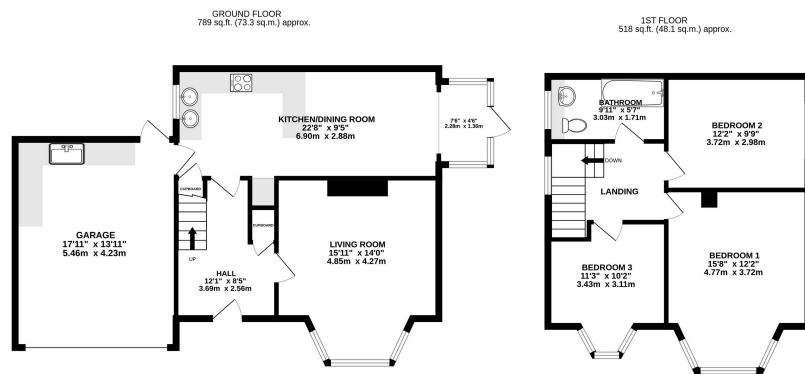 GROUND FLOOR
789 sq.ft. (73.3 sq.m.) approx.
KITCHEN/DINING ROOM
22'8" x 9'5"
6.90m x 2.88m
7'6" x 4'6"
2.28m x 1.36m
CUPBOARD
CUPBOARD
UP
GARAGE
17'11" x 13'11"
5.46m x 4.23m
HALL
12'1" x 8'5"
3.69m x 2.56m
LIVING ROOM
15'11" x 14'0"
4.85m x 4.27m
1ST FLOOR
518 sq.ft. (48.1 sq.m.) approx.
BATHROOM
9'11" x 5'7"
3.03m x 1.71m
BEDROOM 2
12'2" x 9'9"
3.72m x 2.98m
DOWN
LANDING
BEDROOM 3
11'3" x 10'2"
3.43m x 3.11m
BEDROOM 1
15'8" x 12'2"
4.77m x 3.72m